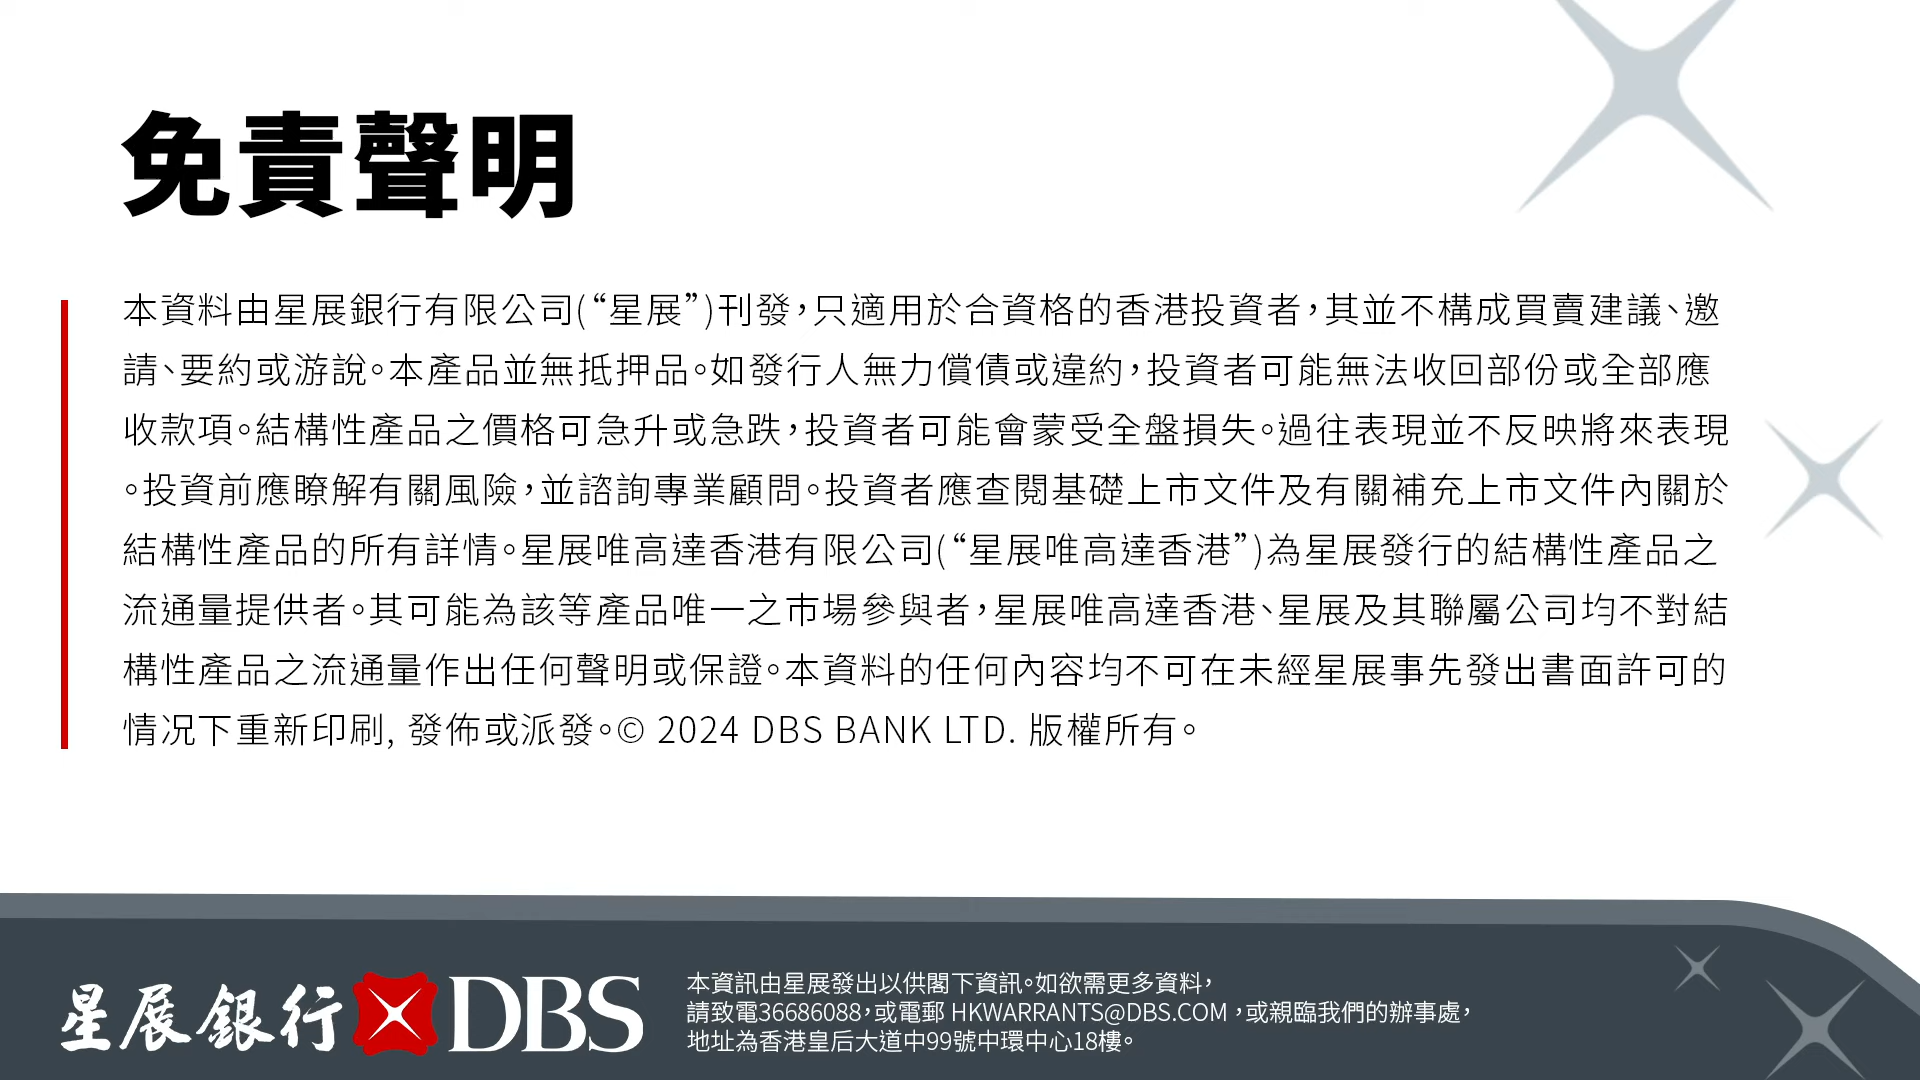 免責聲明
本資料由星展銀行有限公司(“星展”)刊發，只適用於合資格的香港投資者，其並不構成買賣建議、邀
請、要約或游說。本產品並無抵押品。如發行人無力償債或違約，投資者可能無法收回部份或全部應
收款項。結構性產品之價格可急升或急跌，投資者可能會蒙受全盤損失。過往表現並不反映將來表現
。投資前應瞭解有關風險，並諮詢專業顧問。投資者應查閱基礎上市文件及有關補充上市文件內關於
結構性產品的所有詳情。星展唯高達香港有限公司(“星展唯高達香港”)為星展發行的結構性產品之
流通量提供者。其可能為該等產品唯一之市場參與者，星展唯高達香港、星展及其聯屬公司均不對結
構性產品之流通量作出任何聲明或保證。本資料的任何內容均不可在未經星展事先發出書面許可的
情况下重新印刷, 發佈或派發。© 2024 DBS BANK LTD. 版權所有。
星展銀行 DBS
本資訊由星展發出以供閣下資訊。如欲需更多資料，
請致電36686088，或電郵 HKWARRANTS@DBS.COM ，或親臨我們的辦事處，
地址為香港皇后大道中99號中環中心18樓。